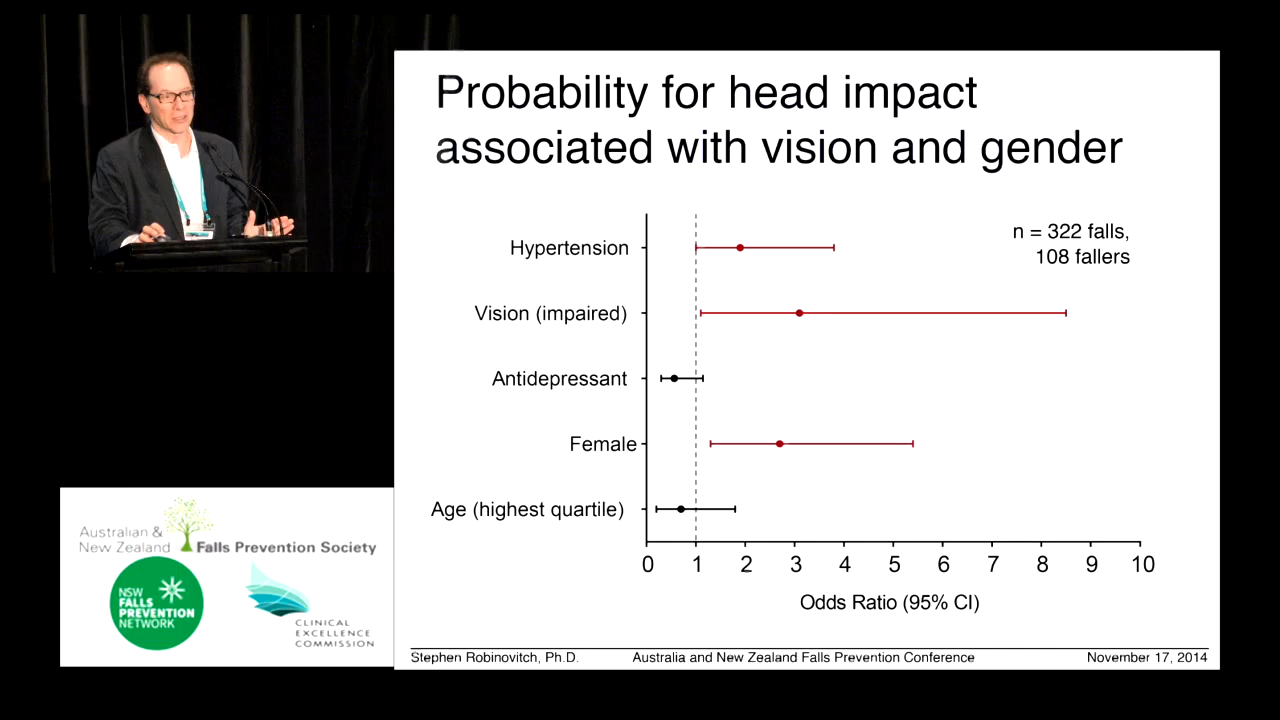 Probability for head impact
associated with vision and gender
n = 322 falls,
108 fallers
Hypertension
Vision (impaired)
Antidepressant
Female
Age (highest quartile)
0 1 2 3 4 5 6 7 8 9 10
Odds Ratio (95% CI)
Stephen Robinovitch, Ph.D. Australia and New Zealand Falls Prevention Conference November 17, 2014
Australian &
New Zealand Falls Prevention Society
NSW
FALLS
PREVENTION
NETWORK
CLINICAL
EXCELLENCE
COMMISSION